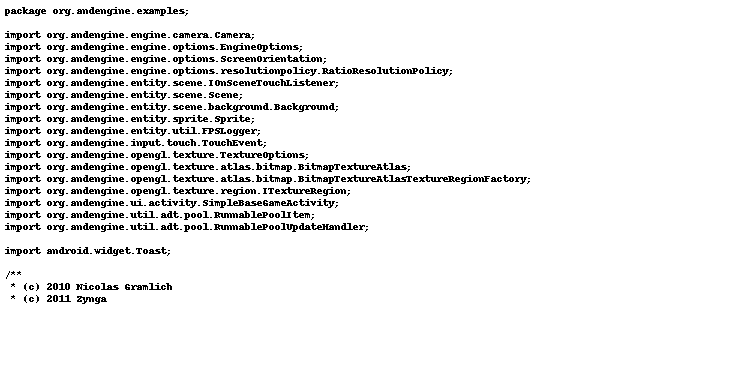 package org.andengine.examples;

import org.andengine.engine.camera.Camera;
import org.andengine.engine.options.EngineOptions;
import org.andengine.engine.options.ScreenOrientation;
import org.andengine.engine.options.resolutionpolicy.RatioResolutionPolicy;
import org.andengine.entity.scene.IOnSceneTouchListener;
import org.andengine.entity.scene.Scene;
import org.andengine.entity.scene.background.Background;
import org.andengine.entity.sprite.Sprite;
import org.andengine.entity.util.FPSLogger;
import org.andengine.input.touch.TouchEvent;
import org.andengine.opengl.texture.TextureOptions;
import org.andengine.opengl.texture.atlas.bitmap.BitmapTextureAtlas;
import org.andengine.opengl.texture.atlas.bitmap.BitmapTextureAtlasTextureRegionFactory;
import org.andengine.opengl.texture.region.ITextureRegion;
import org.andengine.ui.activity.SimpleBaseGameActivity;
import org.andengine.util.adt.pool.RunnablePoolItem;
import org.andengine.util.adt.pool.RunnablePoolUpdateHandler;

import android.widget.Toast;

/**
 * (c) 2010 Nicolas Gramlich
 * (c) 2011 Zynga